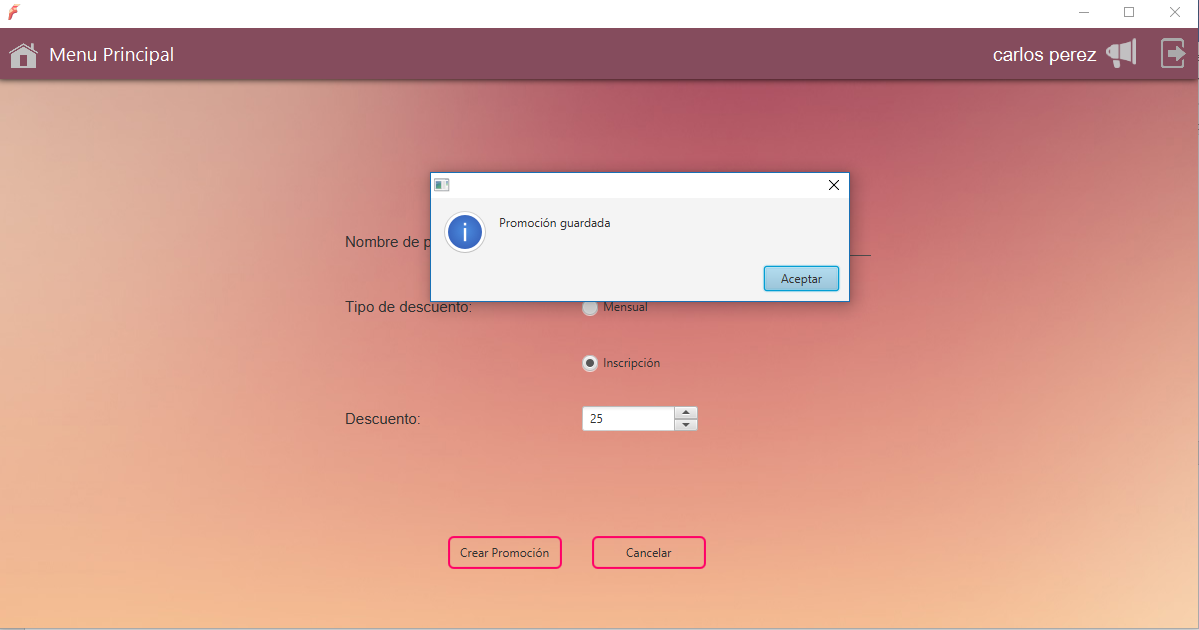 Menu Principal
carlos perez
Promoción guardada
Aceptar
Nombre de
Tipo de descuento:
Mensual
Inscripción
Descuento:
25
Crear Promoción
Cancelar